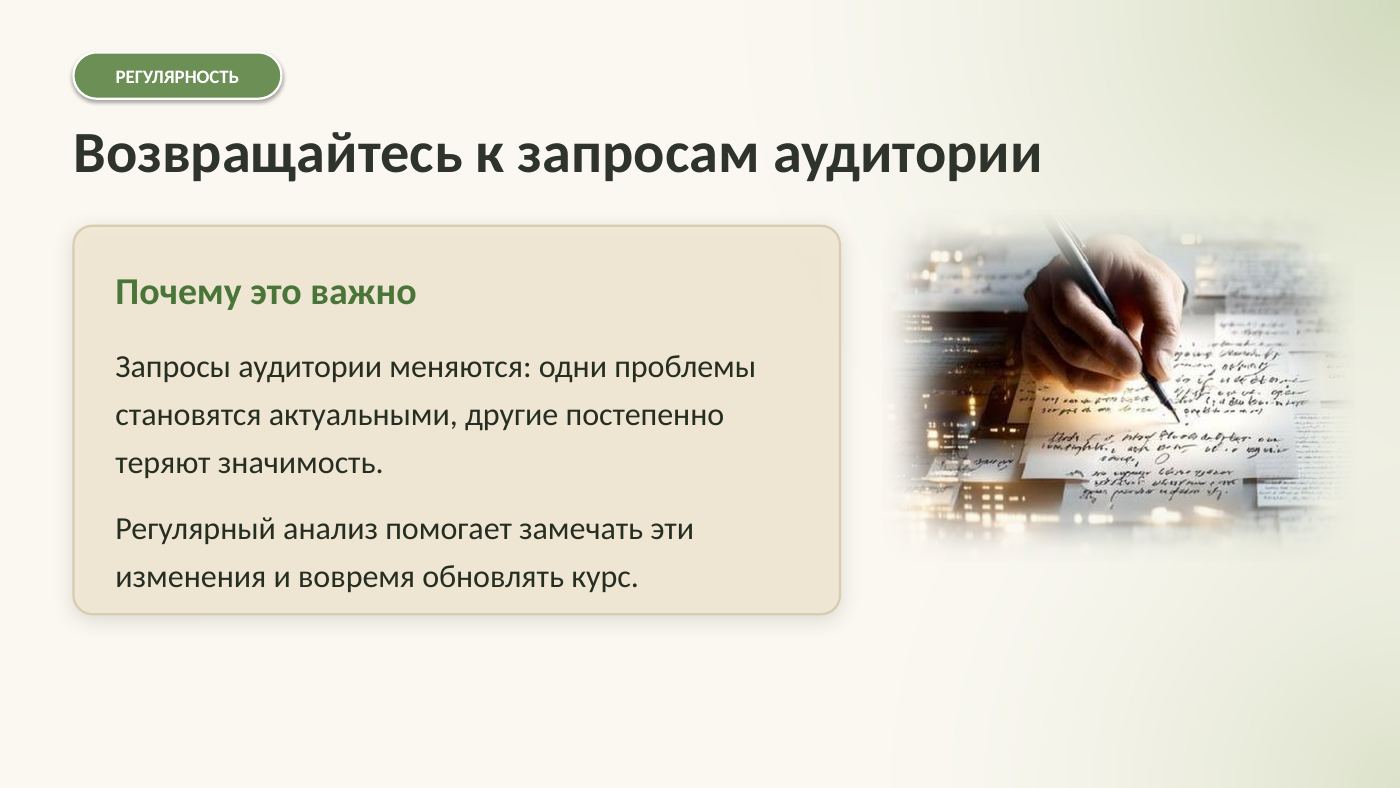 РЕГУЛЯРНОСТЬ
Возвращайтесь к запросам аудитории
Почему это важно
Запросы аудитории меняются: одни проблемы
становятся актуальными, другие постепенно
теряют значимость.
Регулярный анализ помогает замечать эти
изменения и вовремя обновлять курс.